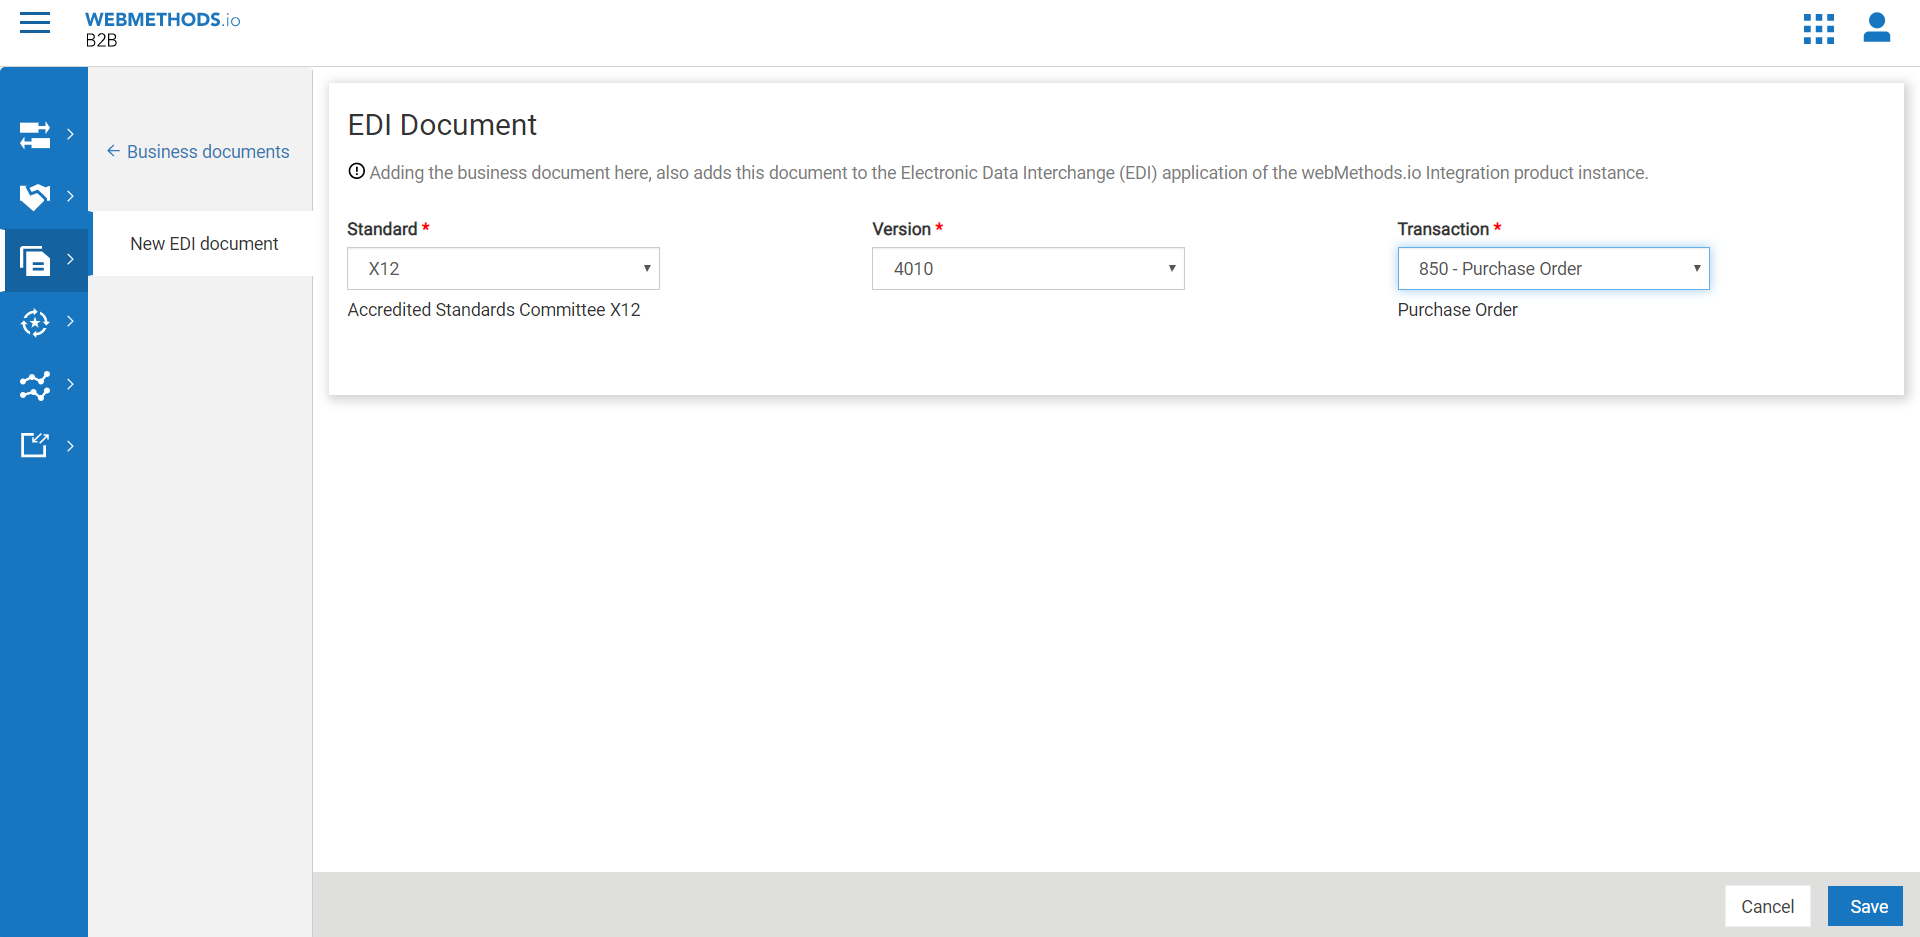 WEBMETHODS.io
B2B
← Business documents
New EDI document
EDI Document
Adding the business document here, also adds this document to the Electronic Data Interchange (EDI) application of the webMethods.io Integration product instance.
Standard * Version * Transaction *
X12 4010 850 - Purchase Order
Accredited Standards Committee X12 Purchase Order
Cancel Save